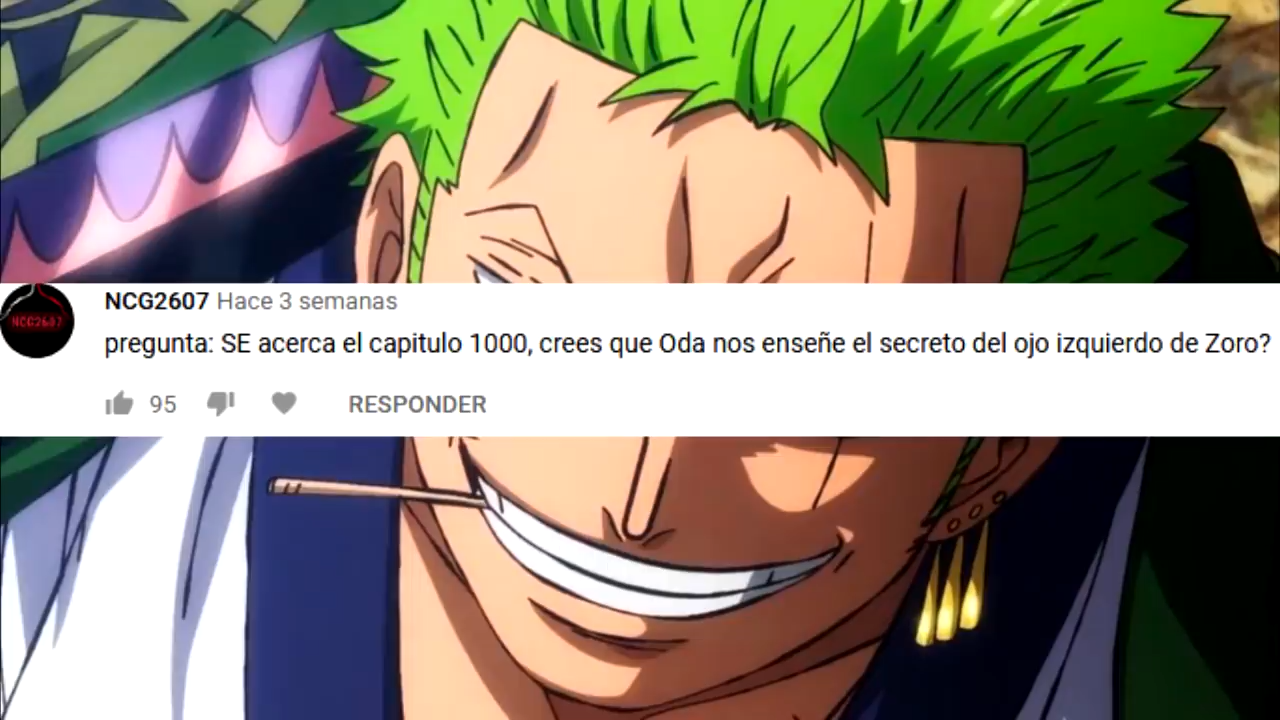 NCG2607 Hace 3 semanas
NCG2607
pregunta: SE acerca el capitulo 1000, crees que Oda nos enseñe el secreto del ojo izquierdo de Zoro?
95 RESPONDER